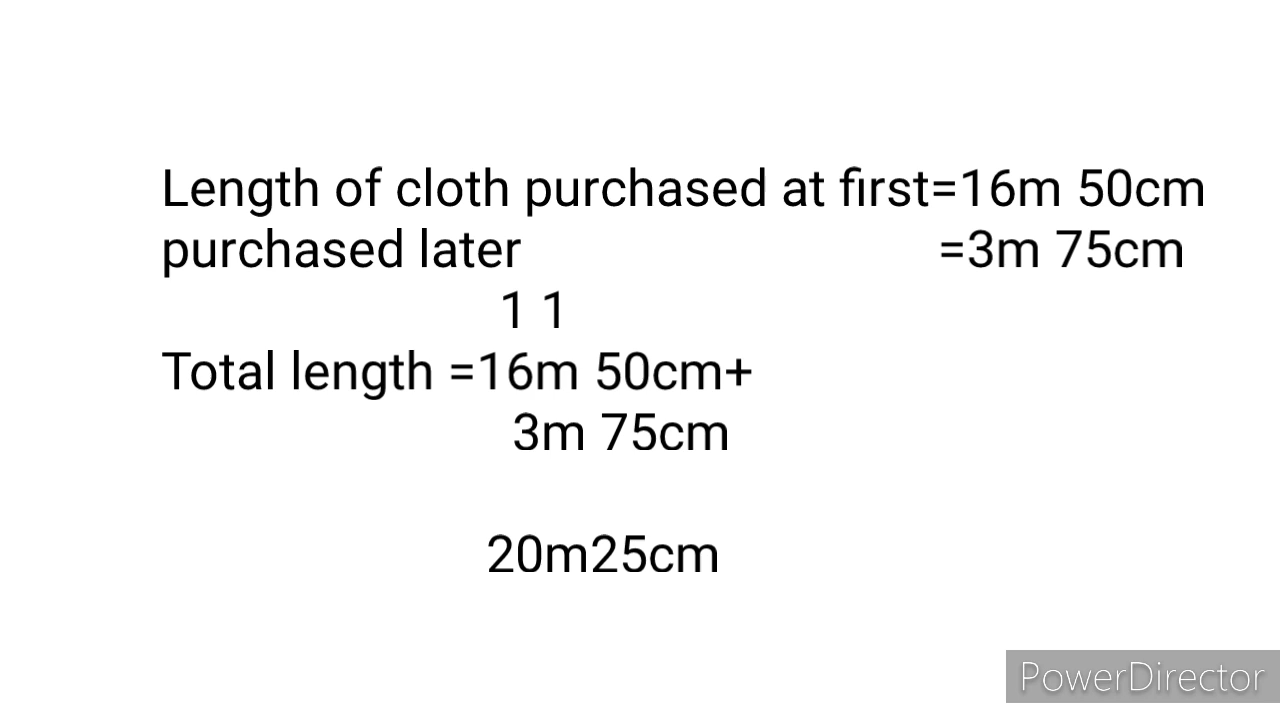 Length of cloth purchased at first=16m 50cm
purchased later =3m 75cm
1 1
Total length =16m 50cm+
3m 75cm
20m25cm
PowerDirector